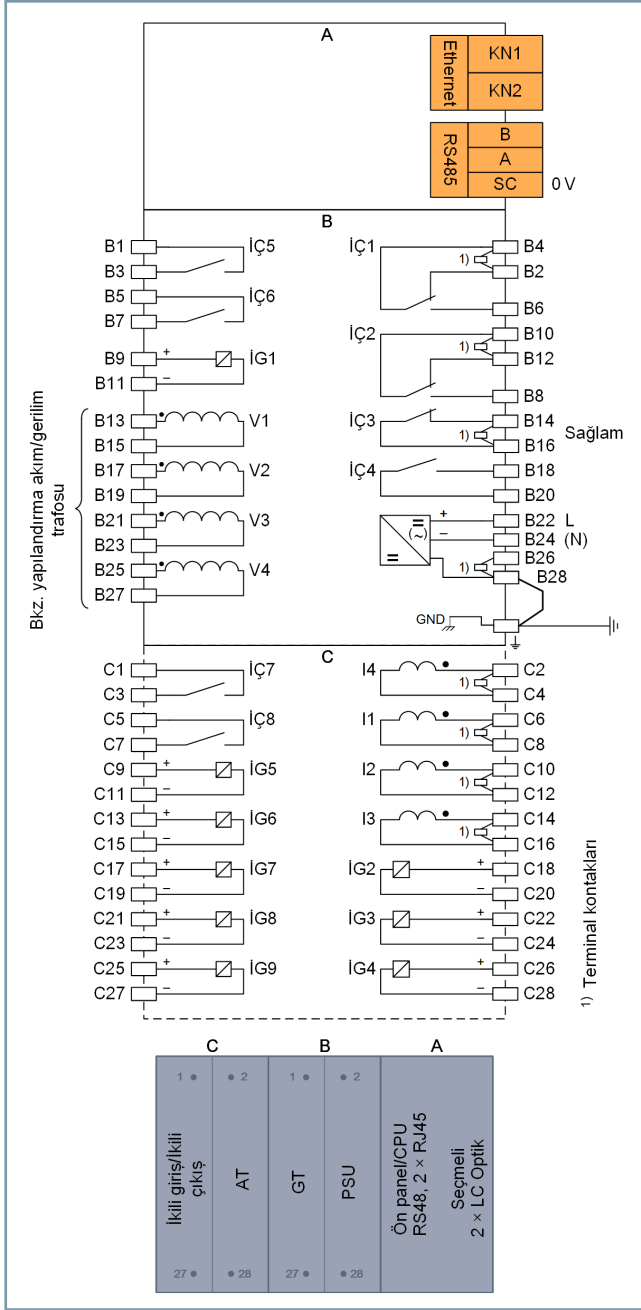 A
Ethernet
KN1
KN2
RS485
B
A
SC
0 V
B
B1
İÇ5
B3
B5
İÇ6
B7
B9
+
İG1
B11
–
B13
V1
B15
B17
V2
B19
B21
V3
B23
B25
V4
B27
Bkz. yapılandırma akım/gerilim
trafosu
İÇ1
B4
1)
B2
B6
İÇ2
B10
1)
B12
B8
İÇ3
B14
1)
B16
Sağlam
İÇ4
B18
B20
=
(~)
=
+
B22 L
–
B24 (N)
B26
1)
B28
GND
C
C1
İÇ7
C3
C5
İÇ8
C7
C9
+
İG5
C11
–
C13
+
İG6
C15
–
C17
+
İG7
C19
–
C21
+
İG8
C23
–
C25
+
İG9
C27
–
I4
C2
1)
C4
I1
C6
1)
C8
I2
C10
1)
C12
I3
C14
1)
C16
İG2
+
C18
–
C20
İG3
+
C22
–
C24
İG4
+
C26
–
C28
1) Terminal kontakları
C
B
A
1
2
1
2
İkili giriş/İkili
çıkış
AT
GT
PSU
Ön panel/CPU
RS48, 2 × RJ45
Seçmeli
2 × LC Optik
27
28
27
28